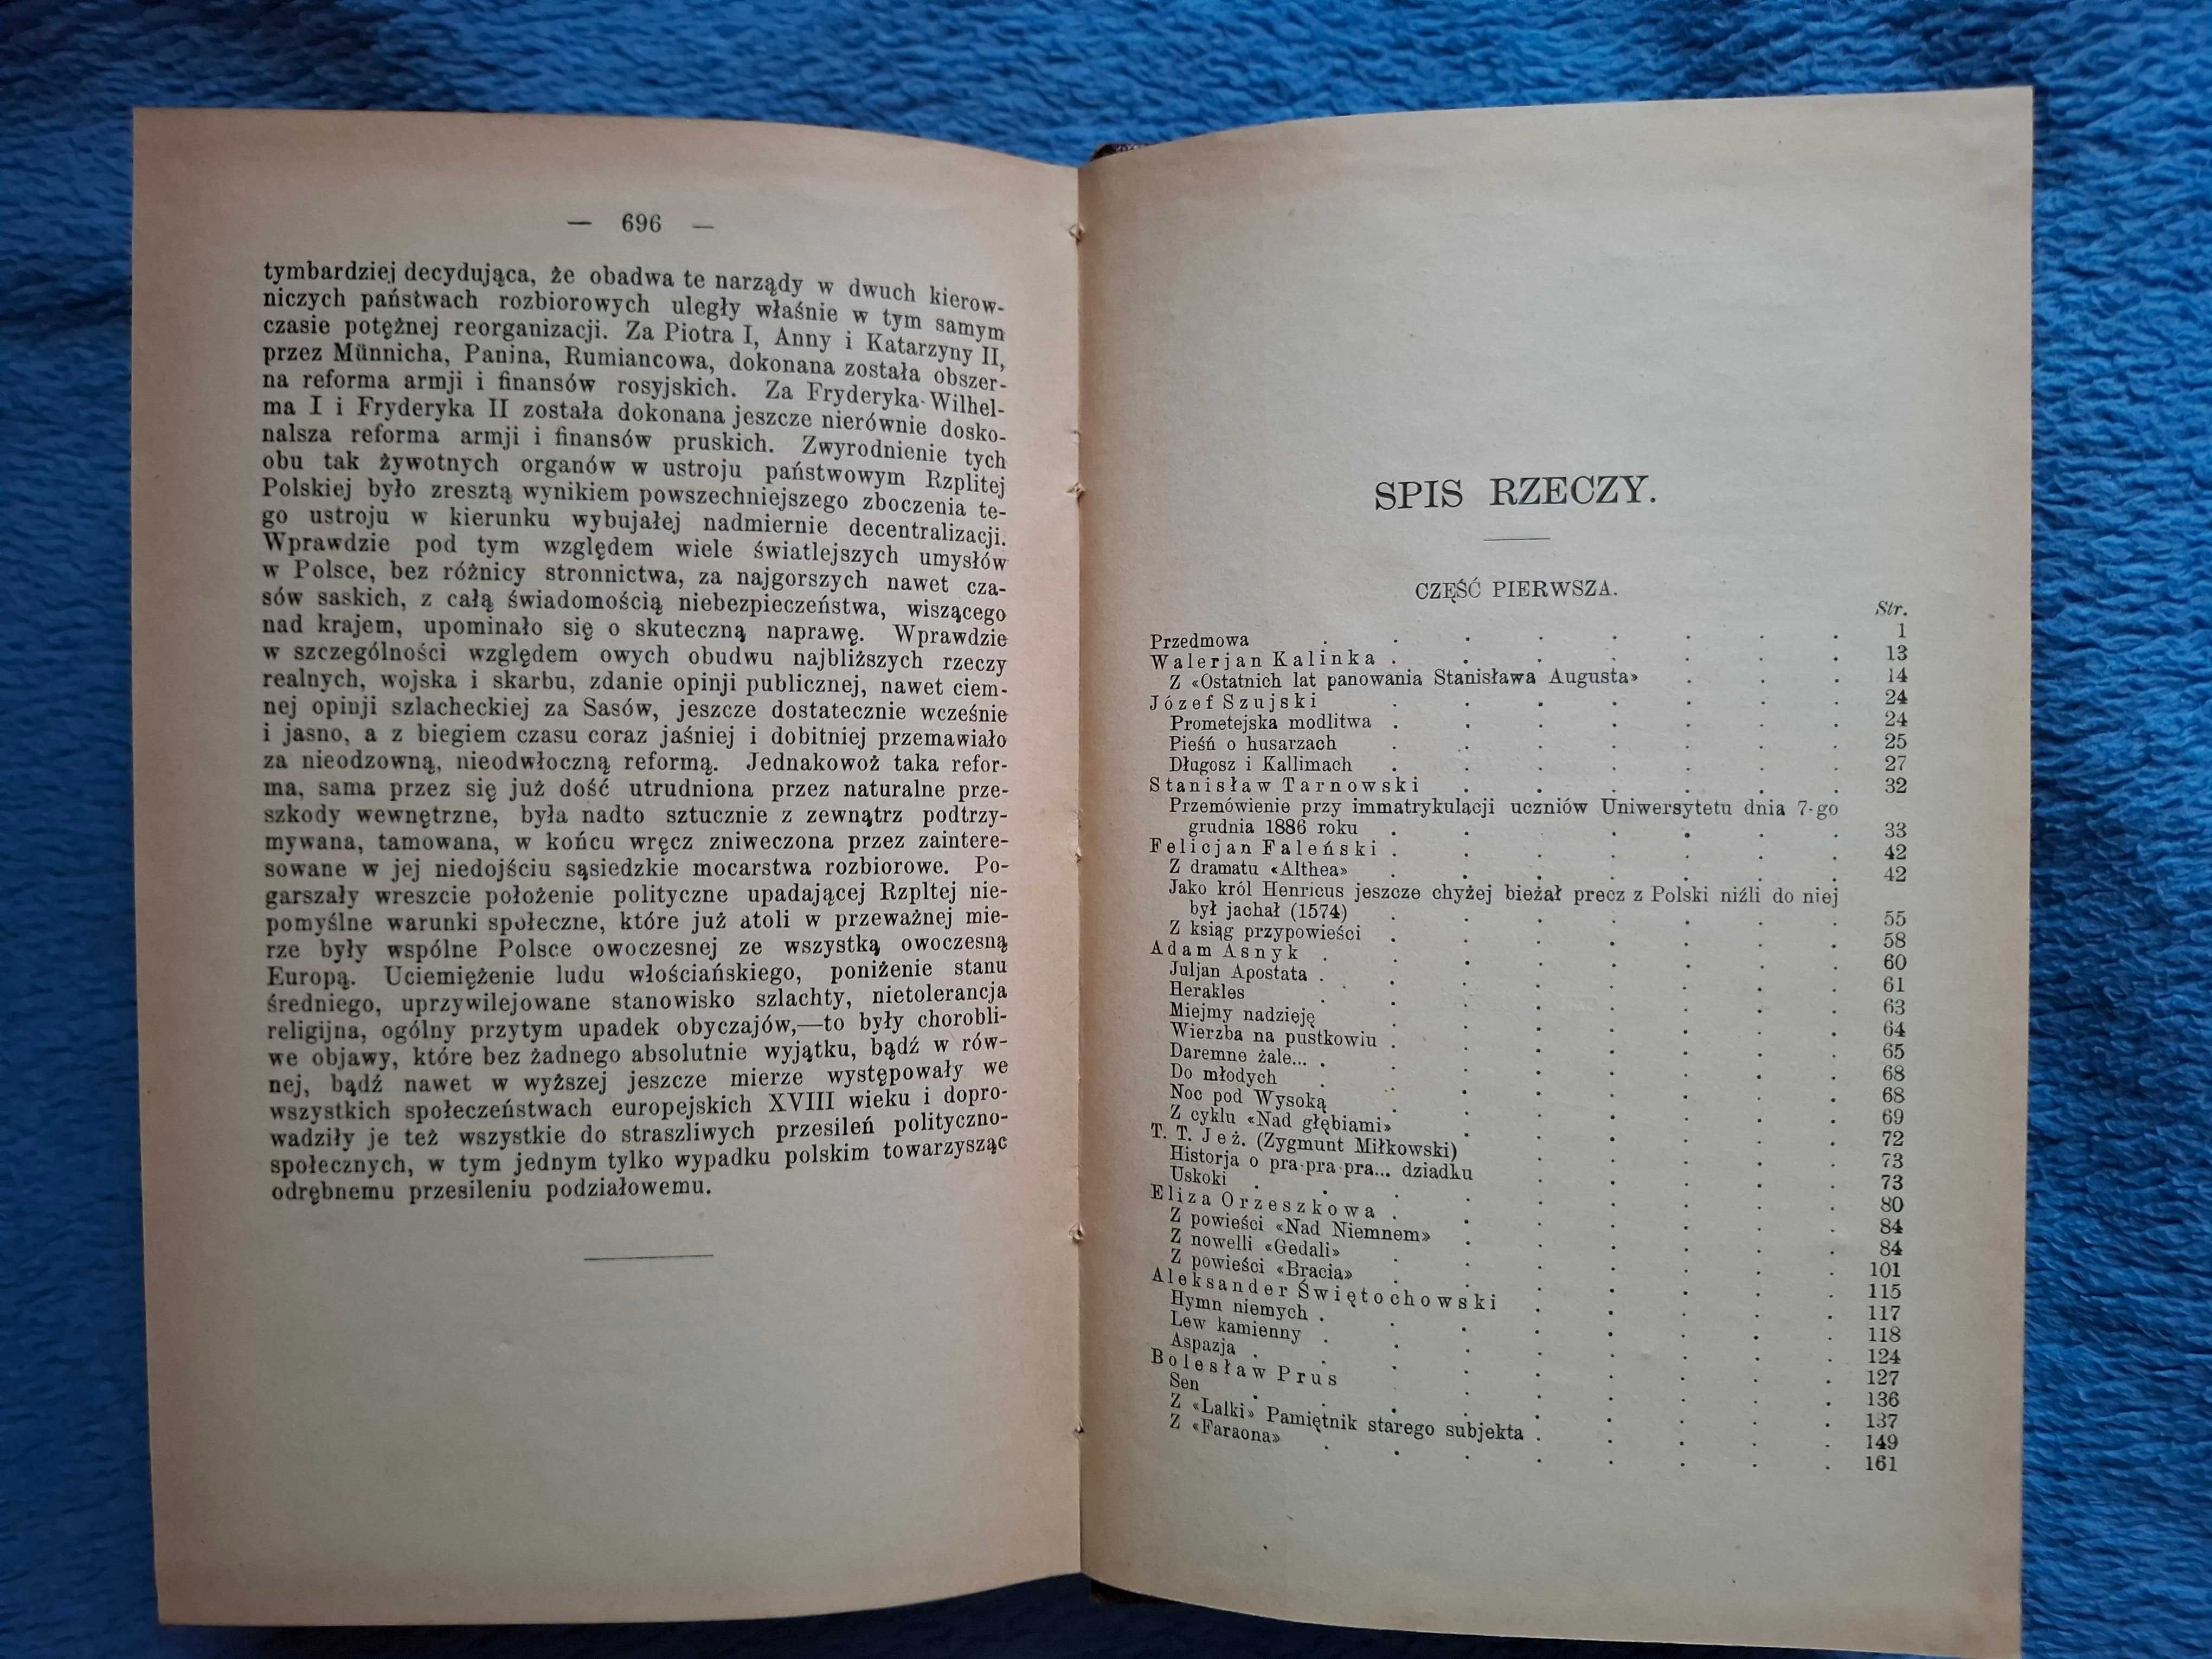 — 696 —
tymbardziej decydująca, że obadwa te narządy w dwuch kierow-
niczych państwach rozbiorowych uległy właśnie w tym samym
czasie potężnej reorganizacji. Za Piotra I, Anny i Katarzyny II,
przez Münnicha, Panina, Rumiancowa, dokonana została obszer-
na reforma armji i finansów rosyjskich. Za Fryderyka-Wilhel-
ma I i Fryderyka II została dokonana jeszcze nierównie dosko-
nalsza reforma armji i finansów pruskich. Zwyrodnienie tych
obu tak żywotnych organów w ustroju państwowym Rzplitej
Polskiej było zresztą wynikiem powszechniejszego zboczenia te-
go ustroju w kierunku wybujałej nadmiernie decentralizacji.
Wprawdzie pod tym względem wiele światlejszych umysłów
w Polsce, bez różnicy stronnictwa, za najgorszych nawet cza-
sów saskich, z całą świadomością niebezpieczeństwa, wiszącego
nad krajem, upominało się o skuteczną naprawę. Wprawdzie
w szczególności względem owych obudwu najbliższych rzeczy
realnych, wojska i skarbu, zdanie opinji publicznej, nawet ciem-
nej opinji szlacheckiej za Sasów, jeszcze dostatecznie wcześnie
i jasno, a z biegiem czasu coraz jaśniej i dobitniej przemawiało
za nieodzowną, nieodwłoczną reformą. Jednakowoż taka refor-
ma, sama przez się już dość utrudniona przez naturalne prze-
szkody wewnętrzne, była nadto sztucznie z zewnątrz podtrzy-
mywana, tamowana, w końcu wręcz zniweczona przez zaintere-
sowane w jej niedojściu sąsiedzkie mocarstwa rozbiorowe. Po-
garszały wreszcie położenie polityczne upadającej Rzpltej nie-
pomyślne warunki społeczne, które już atoli w przeważnej mie-
rze były wspólne Polsce owoczesnej ze wszystką owoczesną
Europą. Uciemiężenie ludu włościańskiego, poniżenie stanu
średniego, uprzywilejowane stanowisko szlachty, nietolerancja
religijna, ogólny przytym upadek obyczajów,—to były chorobli-
we objawy, które bez żadnego absolutnie wyjątku, bądź w rów-
nej, bądź nawet w wyższej jeszcze mierze występowały we
wszystkich społeczeństwach europejskich XVIII wieku i dopro-
wadziły je też wszystkie do straszliwych przesileń polityczno-
społecznych, w tym jednym tylko wypadku polskim towarzysząc
odrębnemu przesileniu podziałowemu.
SPIS RZECZY.
CZĘŚĆ PIERWSZA.
Str.
Przedmowa . . . . . . . . 1
Walerjan Kalinka . . . . . . . 13
Z «Ostatnich lat panowania Stanisława Augusta» . . . 14
Józef Szujski . . . . . . . 24
Prometejska modlitwa . . . . . . . 24
Pieśń o husarzach . . . . . . . 25
Długosz i Kallimach . . . . . . . 27
Stanisław Tarnowski . . . . . . 32
Przemówienie przy immatrykulacji uczniów Uniwersytetu dnia 7-go
grudnia 1886 roku . . . . . . . 33
Felicjan Faleński . . . . . . . 42
Z dramatu «Althea» . . . . . . . 42
Jako król Henricus jeszcze chyżej bieżał precz z Polski niźli do niej
był jachał (1574) . . . . . . . 55
Z ksiąg przypowieści . . . . . . . 58
Adam Asnyk . . . . . . . . 60
Juljan Apostata . . . . . . . . 61
Herakles . . . . . . . . 63
Miejmy nadzieję . . . . . . . 64
Wierzba na pustkowiu . . . . . . . 65
Daremne żale... . . . . . . . . 68
Do młodych . . . . . . . . 68
Noc pod Wysoką . . . . . . . 69
Z cyklu «Nad głębiami» . . . . . . 72
T. T. Jeż. (Zygmunt Miłkowski) . . . . . 73
Historja o pra-pra pra... dziadku . . . . . 73
Uskoki . . . . . . . . . 80
Eliza Orzeszkowa . . . . . . . 84
Z powieści «Nad Niemnem» . . . . . . 84
Z nowelli «Gedali» . . . . . . . 101
Z powieści «Bracia» . . . . . . . 115
Aleksander Świętochowski . . . . . 117
Hymn niemych . . . . . . . . 118
Lew kamienny . . . . . . . . 124
Aspazja . . . . . . . . . 127
Bolesław Prus . . . . . . . 136
Sen . . . . . . . . . 137
Z «Lalki» Pamiętnik starego subjekta . . . . . 149
Z «Faraona» . . . . . . . . 161